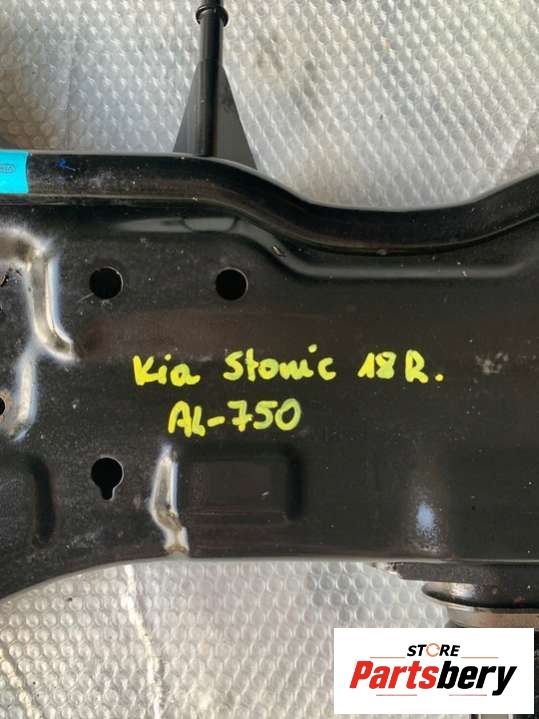 Kia Stonic 18R.
AL-750
STORE
Partsbery